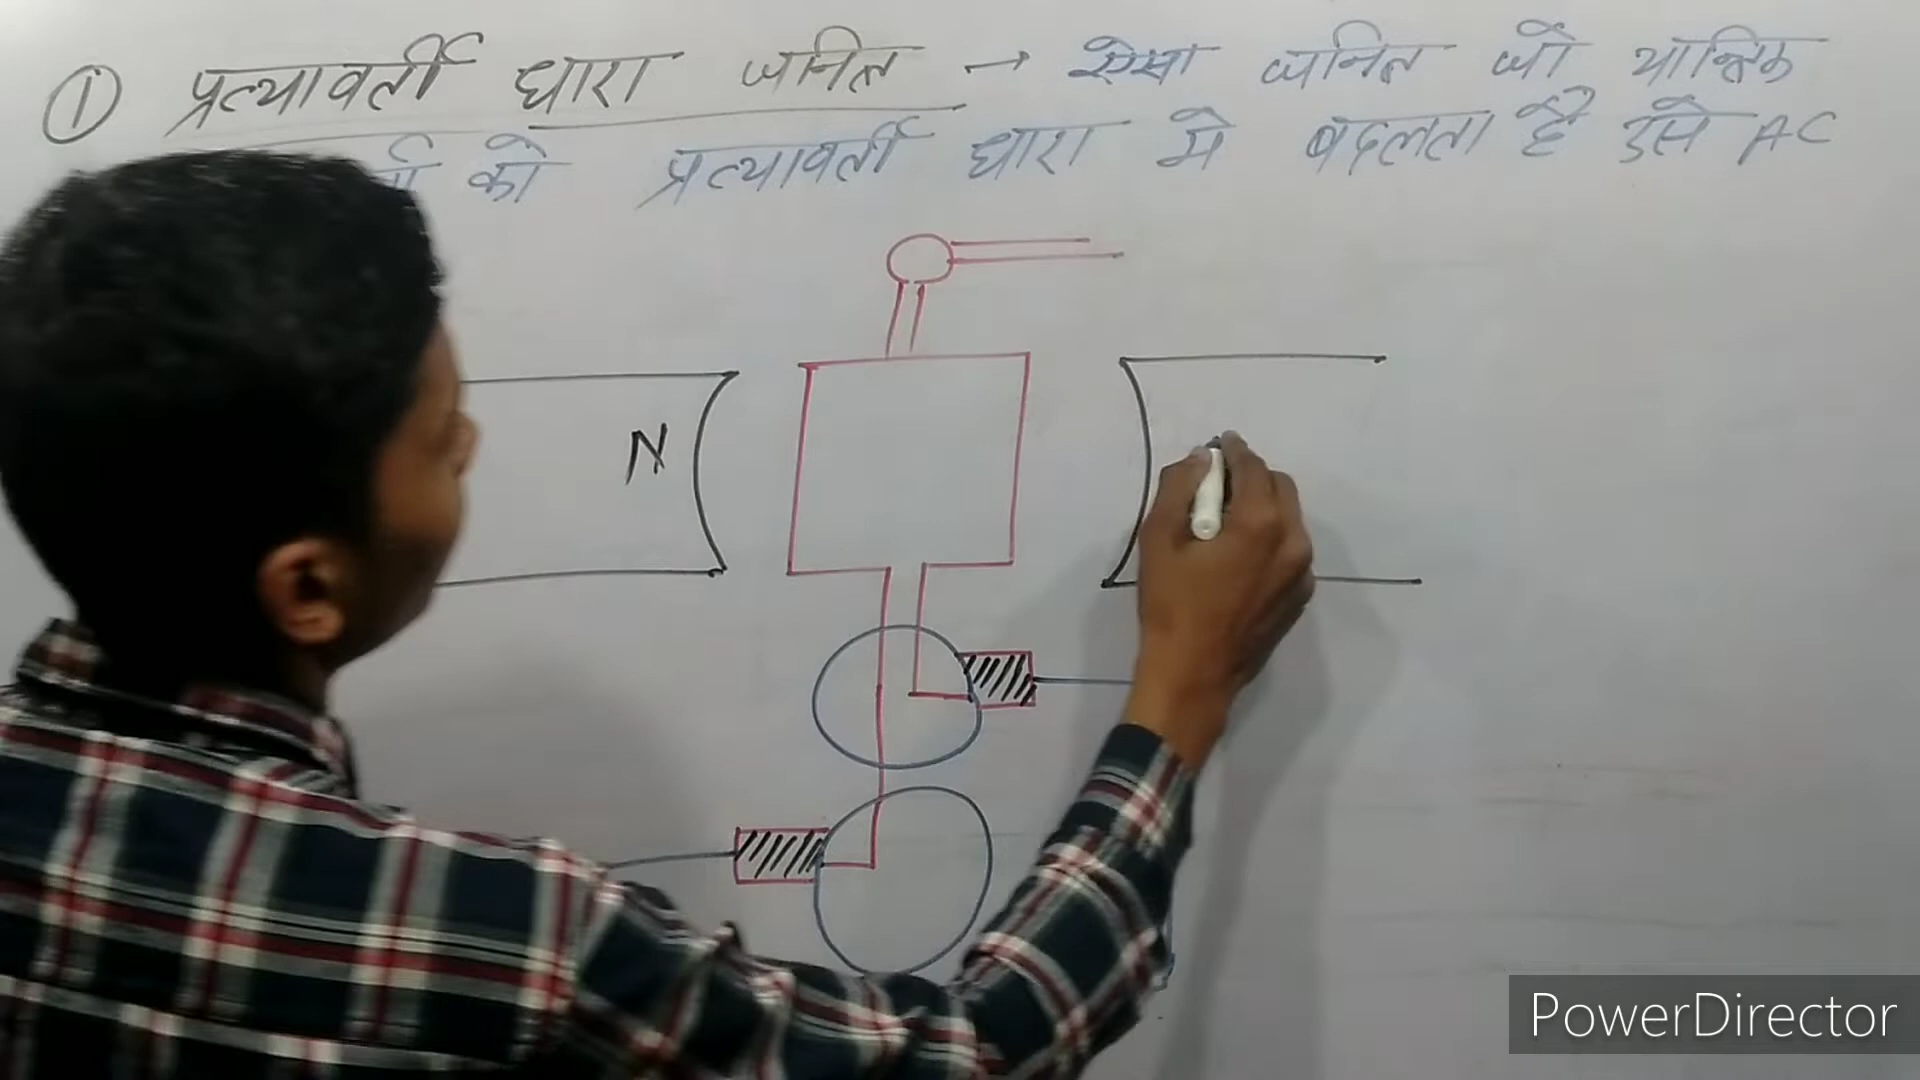 ① प्रत्यावर्ती धारा जनित्र → ऐसा जनित्र जो यान्त्रिक
को प्रत्यावर्ती धारा मे बदलता है उसे AC
N
PowerDirector